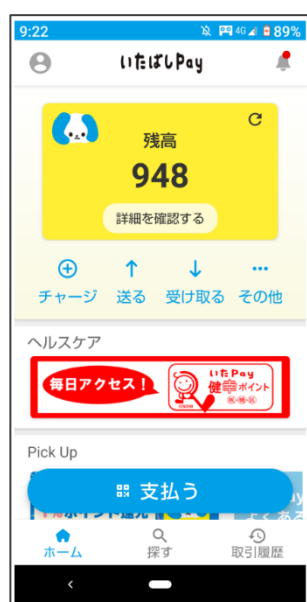 9:22
4G 89%
いたばしPay
残高
948
詳細を確認する
チャージ 送る 受け取る その他
ヘルスケア
毎日アクセス！
いたPay
健康ポイント
Pick Up
支払う
ホーム 探す 取引履歴